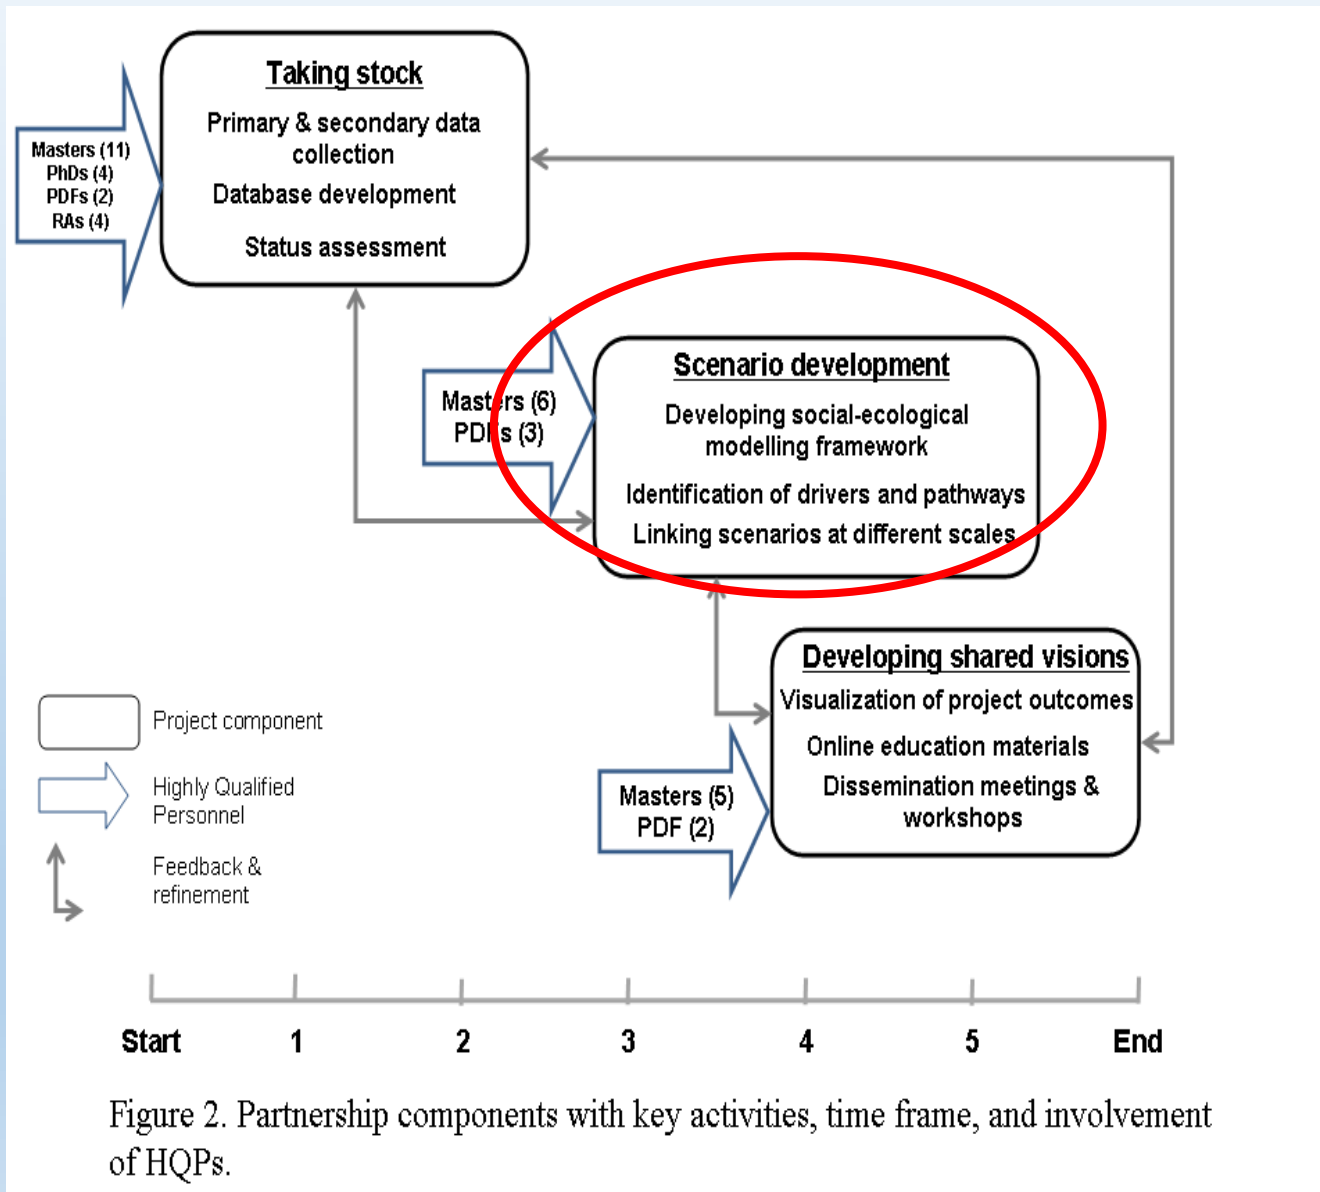 Taking stock
Primary & secondary data
collection
Database development
Status assessment
Masters (11)
PhDs (4)
PDFs (2)
RAs (4)
Scenario development
Developing social-ecological
modelling framework
Identification of drivers and pathways
Linking scenarios at different scales
Masters (6)
PDFs (3)
Developing shared visions
Visualization of project outcomes
Online education materials
Dissemination meetings &
workshops
Masters (5)
PDF (2)
Project component
Highly Qualified
Personnel
Feedback &
refinement
Start 1 2 3 4 5 End
Figure 2. Partnership components with key activities, time frame, and involvement
of HQPs.